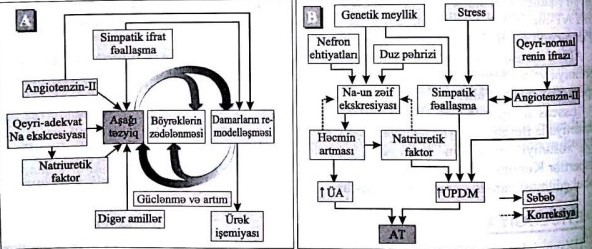 A
Simpatik ifrat
fəallaşma
Angiotenzin-II
Qeyri-adekvat
Na ekskresiyası
Aşağı
təzyiq
Böyrəklərin
zədələnməsi
Damarların re-
modelləşməsi
Natriuretik
faktor
Güclənmə və artım
Digər amillər
Ürək
işemiyası
B
Genetik meyllik
Stress
Nefron
ehtiyatları
Duz pəhrizi
Qeyri-normal
renin ifrazı
Na-un zəif
ekskresiyası
Simpatik
fəallaşma
Angiotenzin-II
Həcmin
artması
Natriuretik
faktor
↑ÜA
↑ÜPDM
Səbəb
Korreksiya
AT